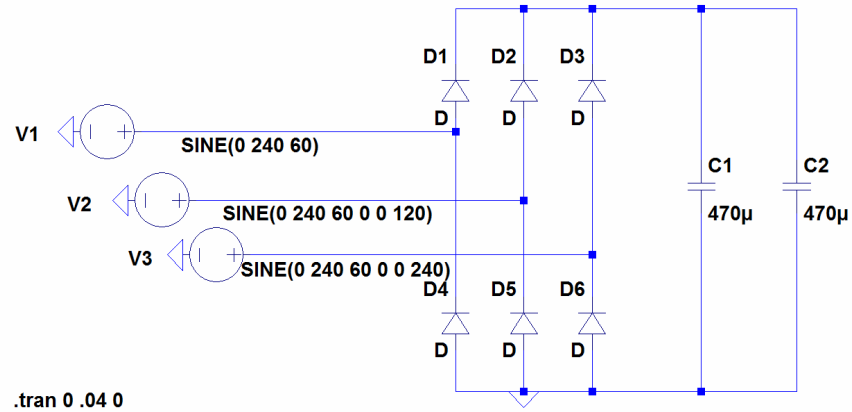 D1 D2 D3
D D D
V1
SINE(0 240 60)
C1 C2
V2
470µ 470µ
SINE(0 240 60 0 0 120)
V3
SINE(0 240 60 0 0 240)
D4 D5 D6
D D D
.tran 0 .04 0